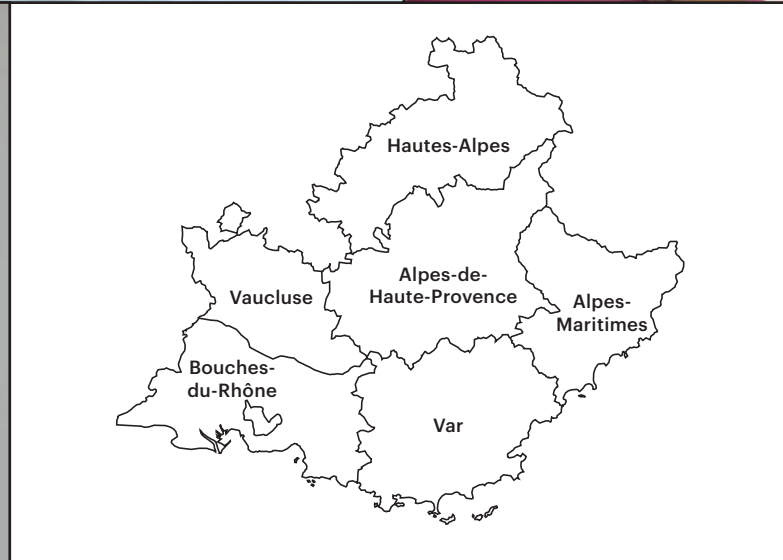 Hautes-Alpes
Alpes-de-
Haute-Provence
Vaucluse
Alpes-
Maritimes
Bouches-
du-Rhône
Var